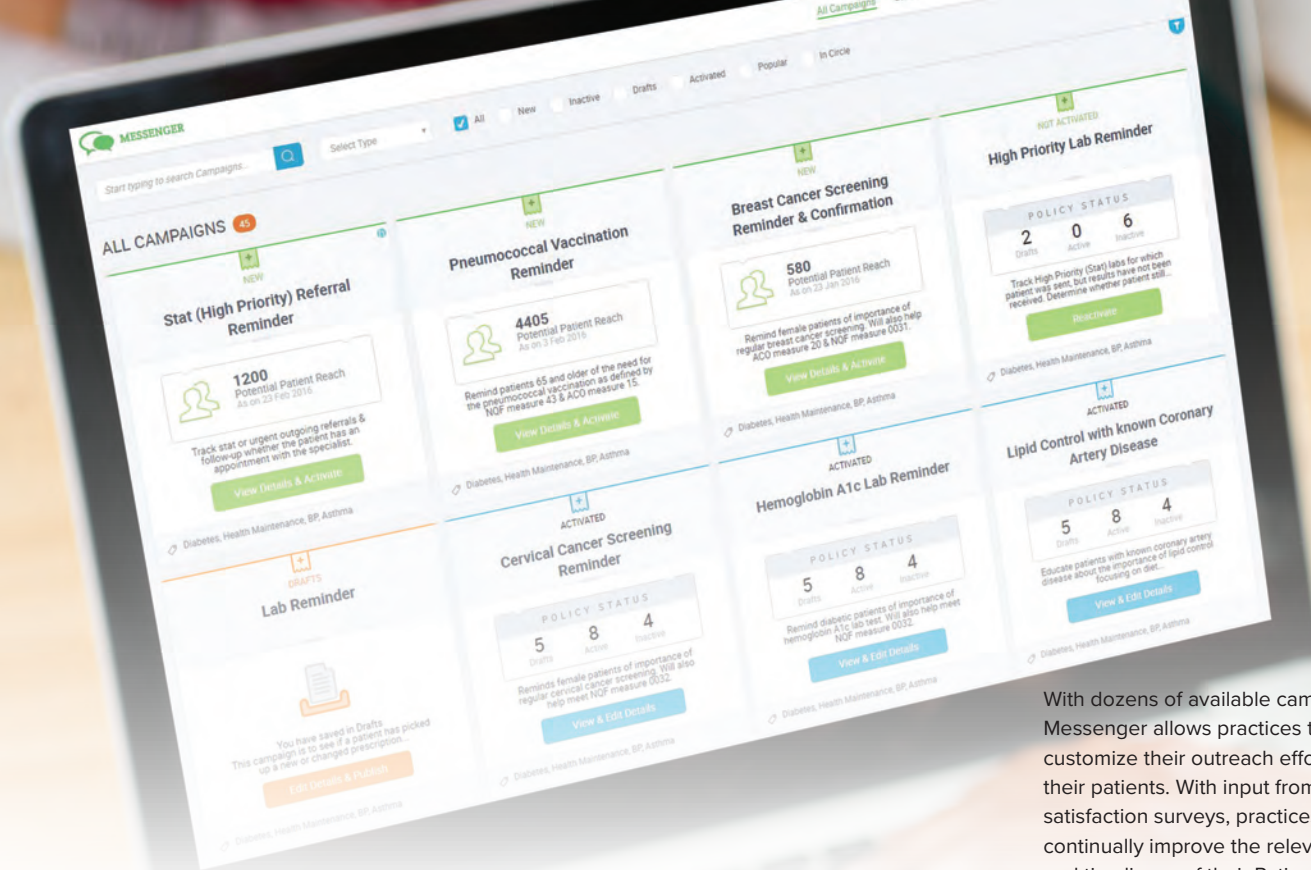 All Campaigns
MESSENGER
Start typing to search Campaigns...
Select Type
All
New
Inactive
Drafts
Activated
Popular
In Circle
ALL CAMPAIGNS 45
NEW
Stat (High Priority) Referral
Reminder
1200
Potential Patient Reach
As on 23 Feb 2016
Track stat or urgent outgoing referrals &
follow-up whether the patient has an
appointment with the specialist.
View Details & Activate
Diabetes, Health Maintenance, BP, Asthma
NEW
Pneumococcal Vaccination
Reminder
4405
Potential Patient Reach
As on 3 Feb 2016
Remind patients 65 and older of the need for
the pneumococcal vaccination as defined by
NQF measure 43 & ACO measure 15.
View Details & Activate
Diabetes, Health Maintenance, BP, Asthma
NEW
Breast Cancer Screening
Reminder & Confirmation
580
Potential Patient Reach
As on 23 Jan 2016
Remind female patients of importance of
regular breast cancer screening. Will also help
ACO measure 20 & NQF measure 0031.
View Details & Activate
Diabetes, Health Maintenance, BP, Asthma
NOT ACTIVATED
High Priority Lab Reminder
POLICY STATUS
2 0 6
Drafts Active Inactive
Track High Priority (Stat) labs for which
patient was sent, but results have not been
received. Determine whether patient still...
Reactivate
Diabetes, Health Maintenance, BP, Asthma
DRAFTS
Lab Reminder
You have saved in Drafts
This campaign is to see if a patient has picked
up a new or changed prescription...
Edit Details & Publish
Diabetes, Health Maintenance, BP, Asthma
ACTIVATED
Cervical Cancer Screening
Reminder
POLICY STATUS
5 8 4
Drafts Active Inactive
Reminds female patients of importance of
regular cervical cancer screening. Will also
help meet NQF measure 0032.
View & Edit Details
Diabetes, Health Maintenance, BP, Asthma
ACTIVATED
Hemoglobin A1c Lab Reminder
POLICY STATUS
5 8 4
Drafts Active Inactive
Remind diabetic patients of importance of
hemoglobin A1c lab test. Will also help meet
NQF measure 0032.
View & Edit Details
Diabetes, Health Maintenance, BP, Asthma
ACTIVATED
Lipid Control with known Coronary
Artery Disease
POLICY STATUS
5 8 4
Drafts Active Inactive
Educate patients with known coronary artery
disease about the importance of lipid control
focusing on diet...
View & Edit Details
Diabetes, Health Maintenance, BP, Asthma
With dozens of available
Messenger allows practices
customize their outreach
their patients. With input from
satisfaction surveys,
continually improve the